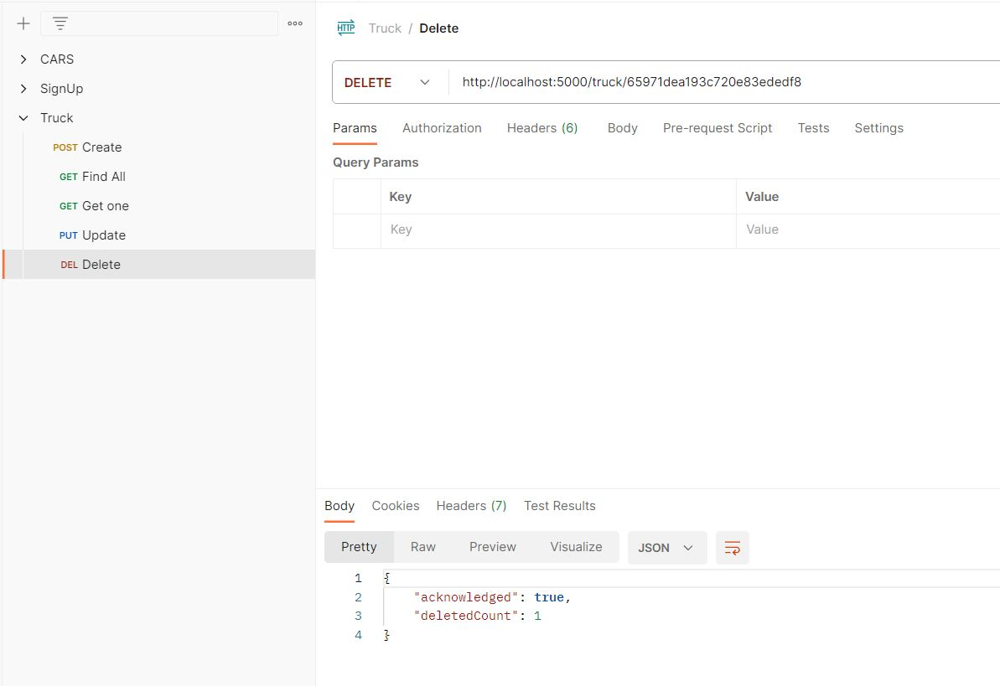 CARS
SignUp
Truck
POST Create
GET Find All
GET Get one
PUT Update
DEL Delete
HTTP Truck / Delete
DELETE http://localhost:5000/truck/65971dea193c720e83ededf8
Params Authorization Headers (6) Body Pre-request Script Tests Settings
Query Params
Key Value
Key Value
Body Cookies Headers (7) Test Results
Pretty Raw Preview Visualize JSON
1 {
2 "acknowledged": true,
3 "deletedCount": 1
4 }